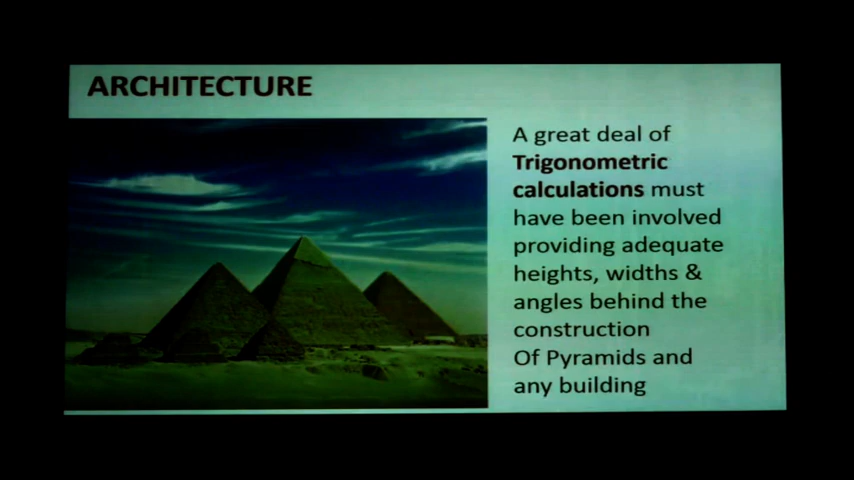 ARCHITECTURE
A great deal of
Trigonometric
calculations must
have been involved
providing adequate
heights, widths &
angles behind the
construction
Of Pyramids and
any building